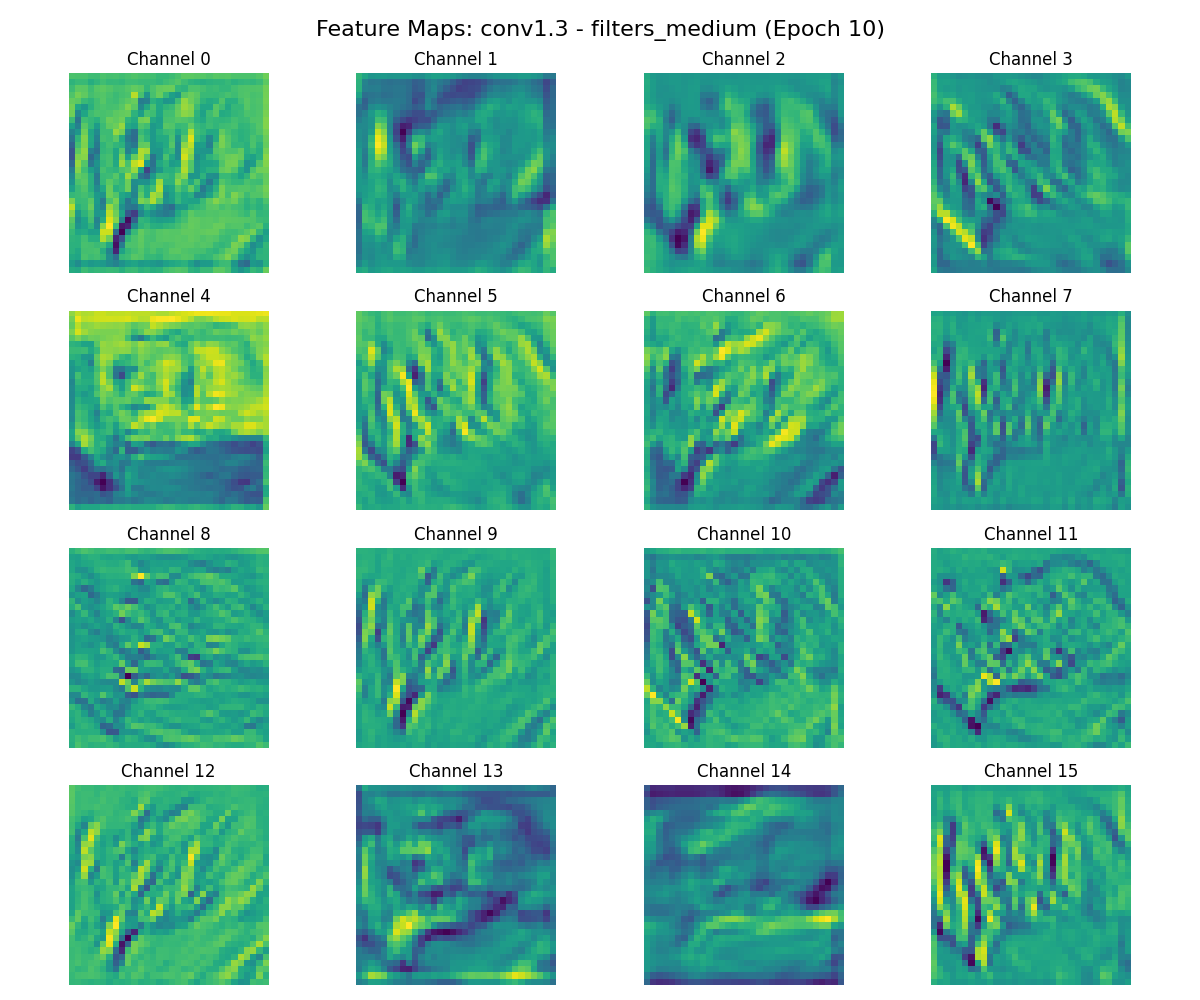 Feature Maps: conv1.3 - filters_medium (Epoch 10)
Channel 0
Channel 1
Channel 2
Channel 3
Channel 4
Channel 5
Channel 6
Channel 7
Channel 8
Channel 9
Channel 10
Channel 11
Channel 12
Channel 13
Channel 14
Channel 15